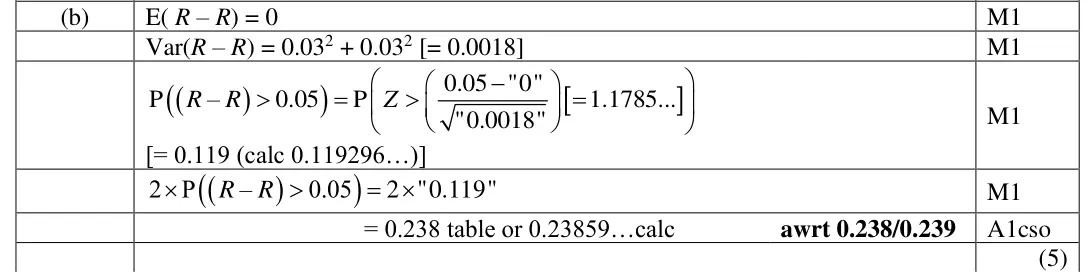 (b) E( R – R) = 0 M1
Var(R – R) = 0.03² + 0.03² [= 0.0018] M1
P((R – R) > 0.05) = P(Z > ((0.05 – "0")/√"0.0018")[= 1.1785...]) M1
[= 0.119 (calc 0.119296…)]
2×P((R – R) > 0.05) = 2×"0.119" M1
= 0.238 table or 0.23859…calc awrt 0.238/0.239 A1cso
(5)